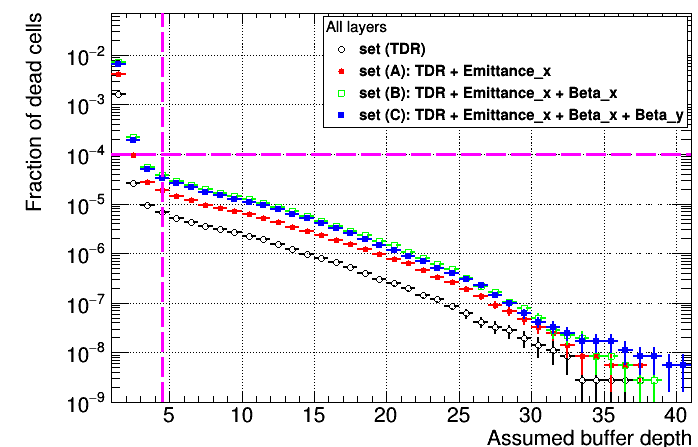 Fraction of dead cells
All layers
set (TDR)
set (A): TDR + Emittance_x
set (B): TDR + Emittance_x + Beta_x
set (C): TDR + Emittance_x + Beta_x + Beta_y
10⁻²
10⁻³
10⁻⁴
10⁻⁵
10⁻⁶
10⁻⁷
10⁻⁸
10⁻⁹
5 10 15 20 25 30 35 40
Assumed buffer depth